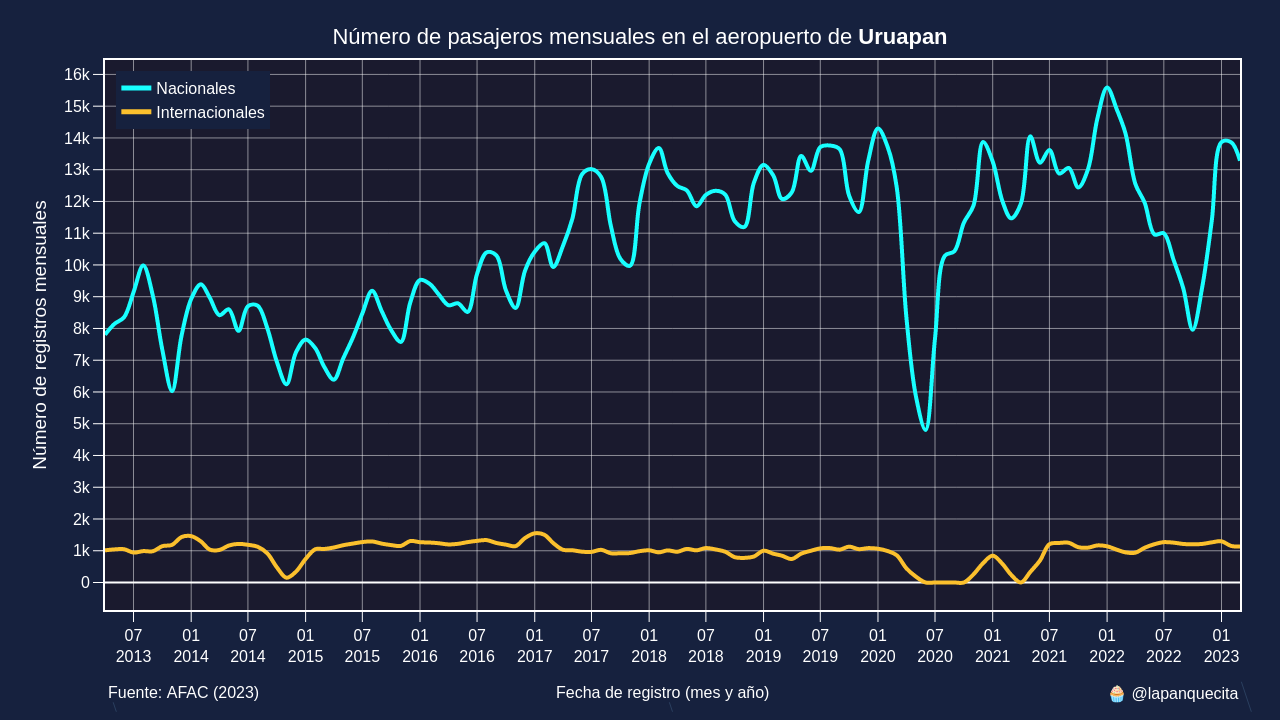 Número de pasajeros mensuales en el aeropuerto de Uruapan
Nacionales
Internacionales
Número de registros mensuales
16k
15k
14k
13k
12k
11k
10k
9k
8k
7k
6k
5k
4k
3k
2k
1k
0
07 01 07 01 07 01 07 01 07 01 07 01 07 01 07 01 07 01 07 01
2013 2014 2014 2015 2015 2016 2016 2017 2017 2018 2018 2019 2019 2020 2020 2021 2021 2022 2022 2023
Fuente: AFAC (2023)
Fecha de registro (mes y año)
🧁 @lapanquecita